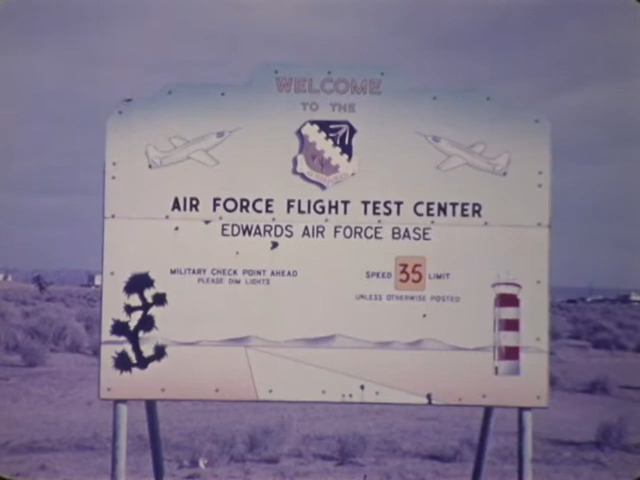 WELCOME
TO THE
AIR FORCE FLIGHT TEST CENTER
EDWARDS AIR FORCE BASE
MILITARY CHECK POINT AHEAD
PLEASE DIM LIGHTS
SPEED 35 LIMIT
UNLESS OTHERWISE POSTED